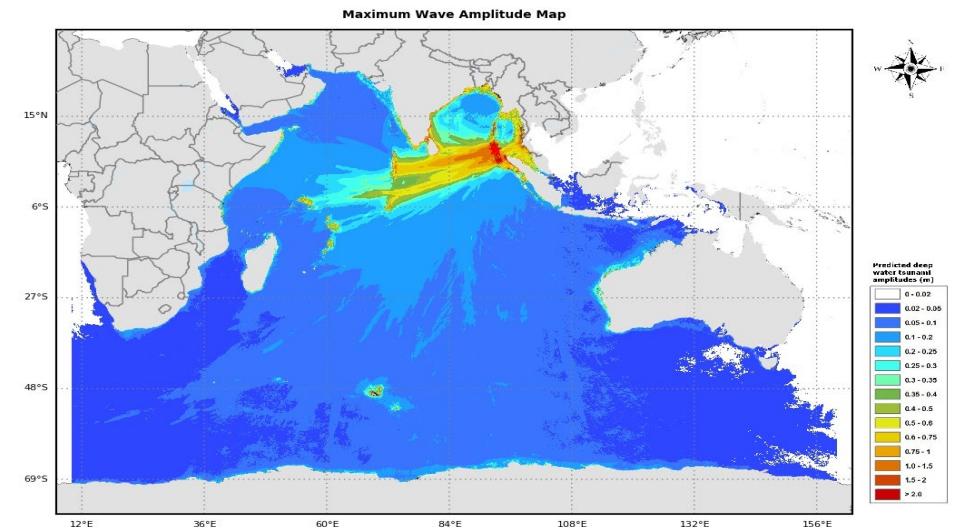 Maximum Wave Amplitude Map
N
W
E
S
15°N
6°S
27°S
48°S
69°S
12°E 36°E 60°E 84°E 108°E 132°E 156°E
Predicted deep
water tsunami
amplitudes (m)
0 - 0.02
0.02 - 0.05
0.05 - 0.1
0.1 - 0.2
0.2 - 0.25
0.25 - 0.3
0.3 - 0.35
0.35 - 0.4
0.4 - 0.5
0.5 - 0.6
0.6 - 0.75
0.75 - 1
1.0 - 1.5
1.5 - 2
> 2.0